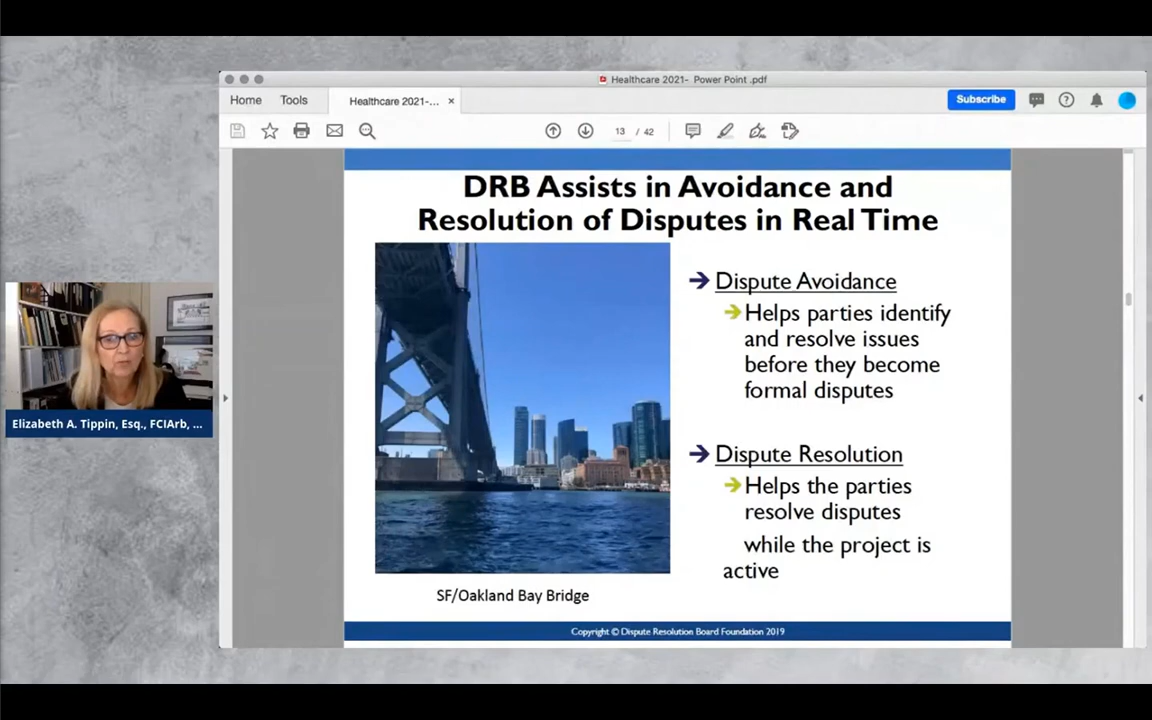 Healthcare 2021- Power Point .pdf
Home
Tools
Healthcare 2021-...
Subscribe
13 / 42
DRB Assists in Avoidance and
Resolution of Disputes in Real Time
Dispute Avoidance
Helps parties identify
and resolve issues
before they become
formal disputes
Dispute Resolution
Helps the parties
resolve disputes
while the project is
active
SF/Oakland Bay Bridge
Copyright © Dispute Resolution Board Foundation 2019
Elizabeth A. Tippin, Esq., FCIArb, ...